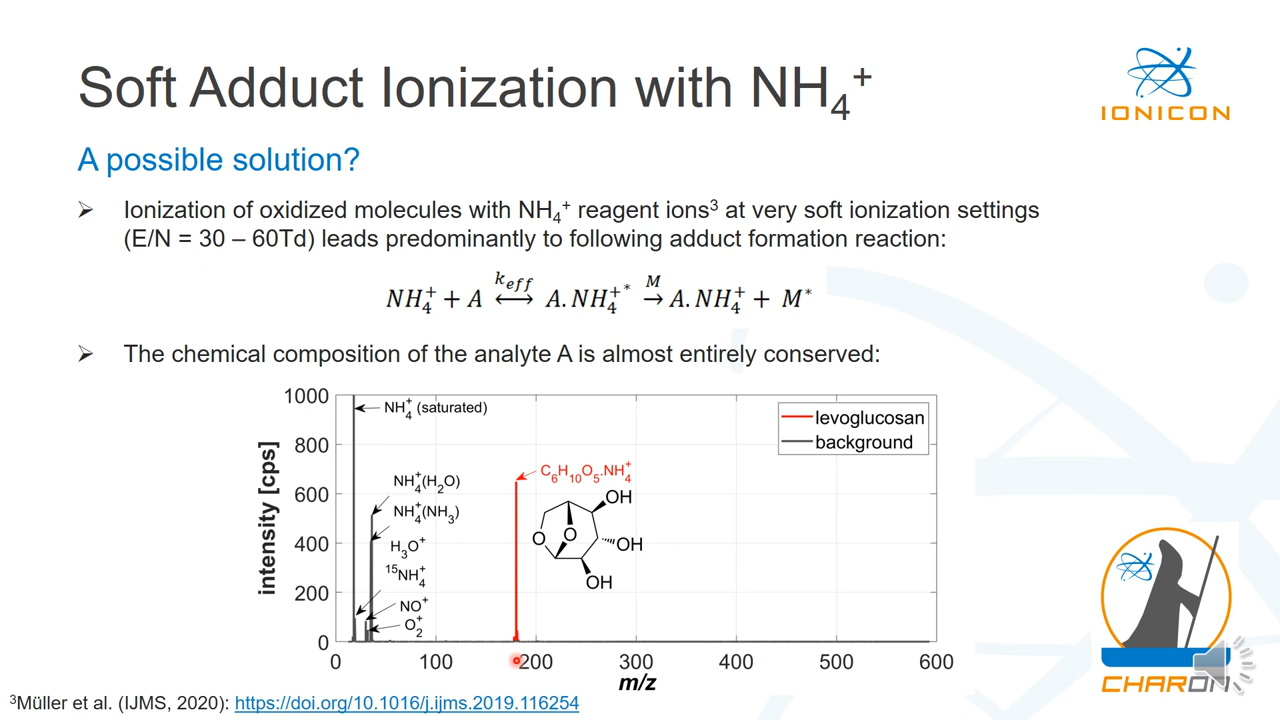 Soft Adduct Ionization with NH₄⁺
IONICON
A possible solution?
➢ Ionization of oxidized molecules with NH₄⁺ reagent ions³ at very soft ionization settings
(E/N = 30 – 60Td) leads predominantly to following adduct formation reaction:
NH₄⁺ + A ⟷ A.NH₄⁺* → A.NH₄⁺ + M*
k_eff
M
➢ The chemical composition of the analyte A is almost entirely conserved:
intensity [cps]
1000
800
600
400
200
0
NH₄⁺ (saturated)
NH₄⁺(H₂O)
NH₄⁺(NH₃)
H₃O⁺
¹⁵NH₄⁺
NO⁺
O₂⁺
C₆H₁₀O₅.NH₄⁺
OH
O
O
OH
OH
levoglucosan
background
0 100 200 300 400 500 600
m/z
CHARON
³Müller et al. (IJMS, 2020): https://doi.org/10.1016/j.ijms.2019.116254